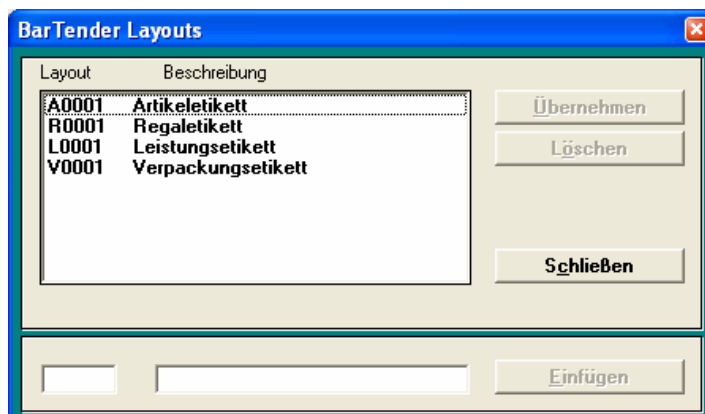 BarTender Layouts
Layout Beschreibung
A0001 Artikeletikett
R0001 Regaletikett
L0001 Leistungsetikett
V0001 Verpackungsetikett
Übernehmen
Löschen
Schließen
Einfügen